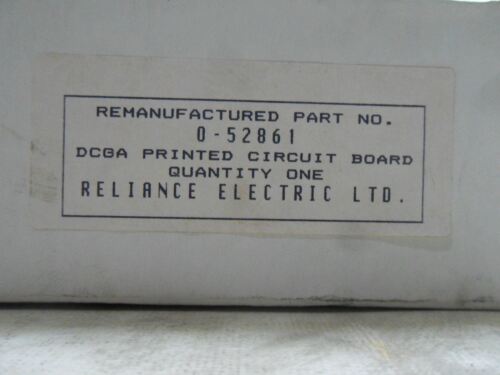 REMANUFACTURED PART NO.
0-52861
DCGA PRINTED CIRCUIT BOARD
QUANTITY ONE
RELIANCE ELECTRIC LTD.